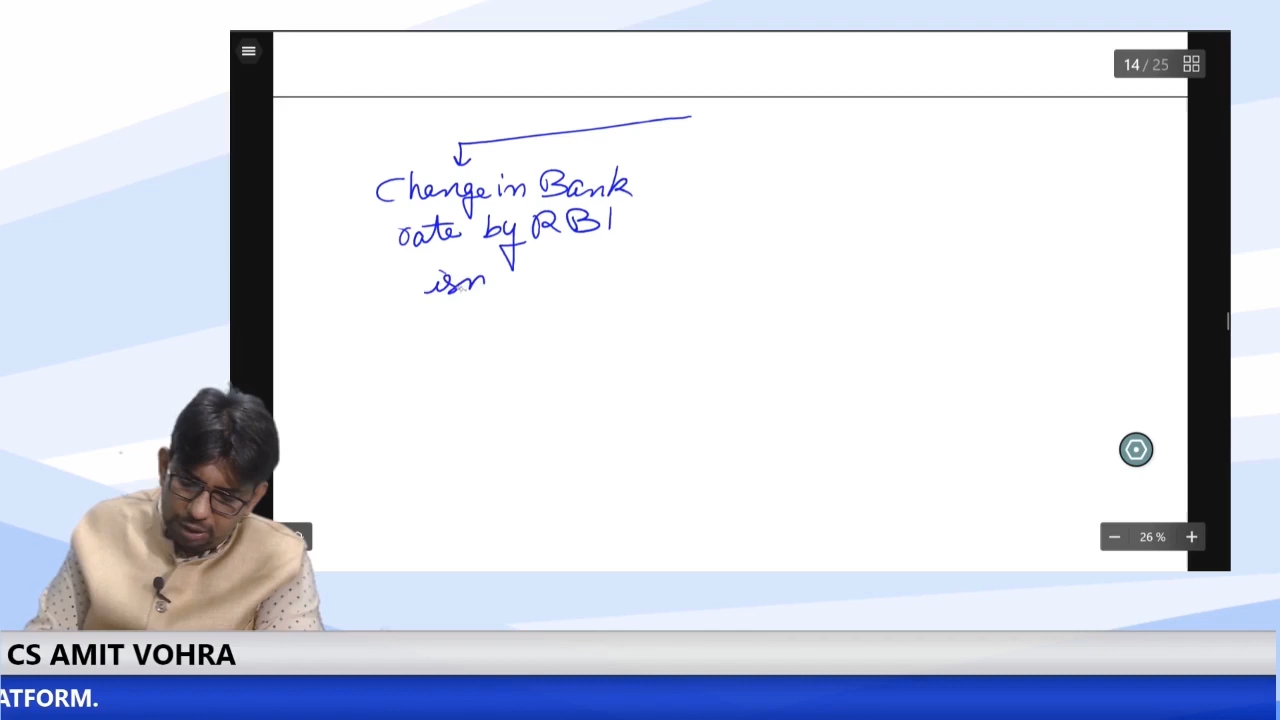 14 / 25
Change in Bank
rate by RBI
isn
26 %
CS AMIT VOHRA
ATFORM.